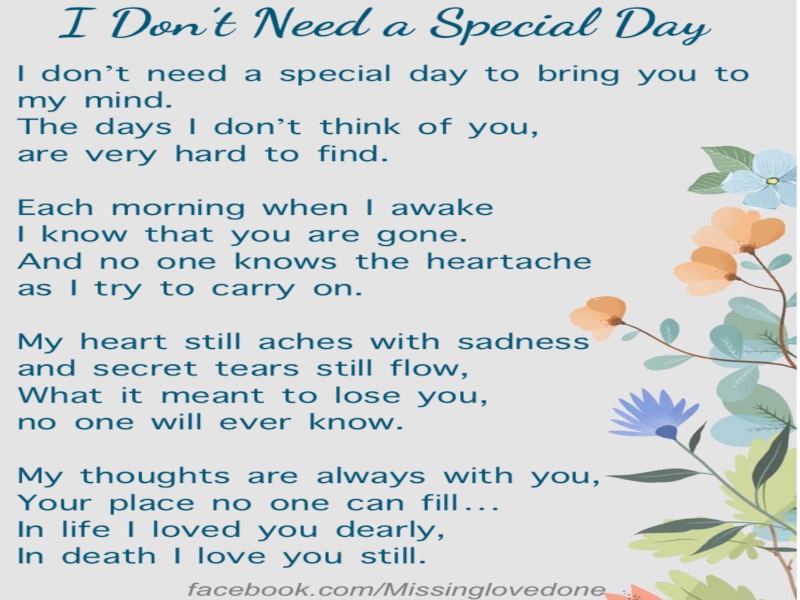 I Don't Need a Special Day
I don't need a special day to bring you to
my mind.
The days I don't think of you,
are very hard to find.
Each morning when I awake
I know that you are gone.
And no one knows the heartache
as I try to carry on.
My heart still aches with sadness
and secret tears still flow,
What it meant to lose you,
no one will ever know.
My thoughts are always with you,
Your place no one can fill...
In life I loved you dearly,
In death I love you still.
facebook.com/Missinglovedone